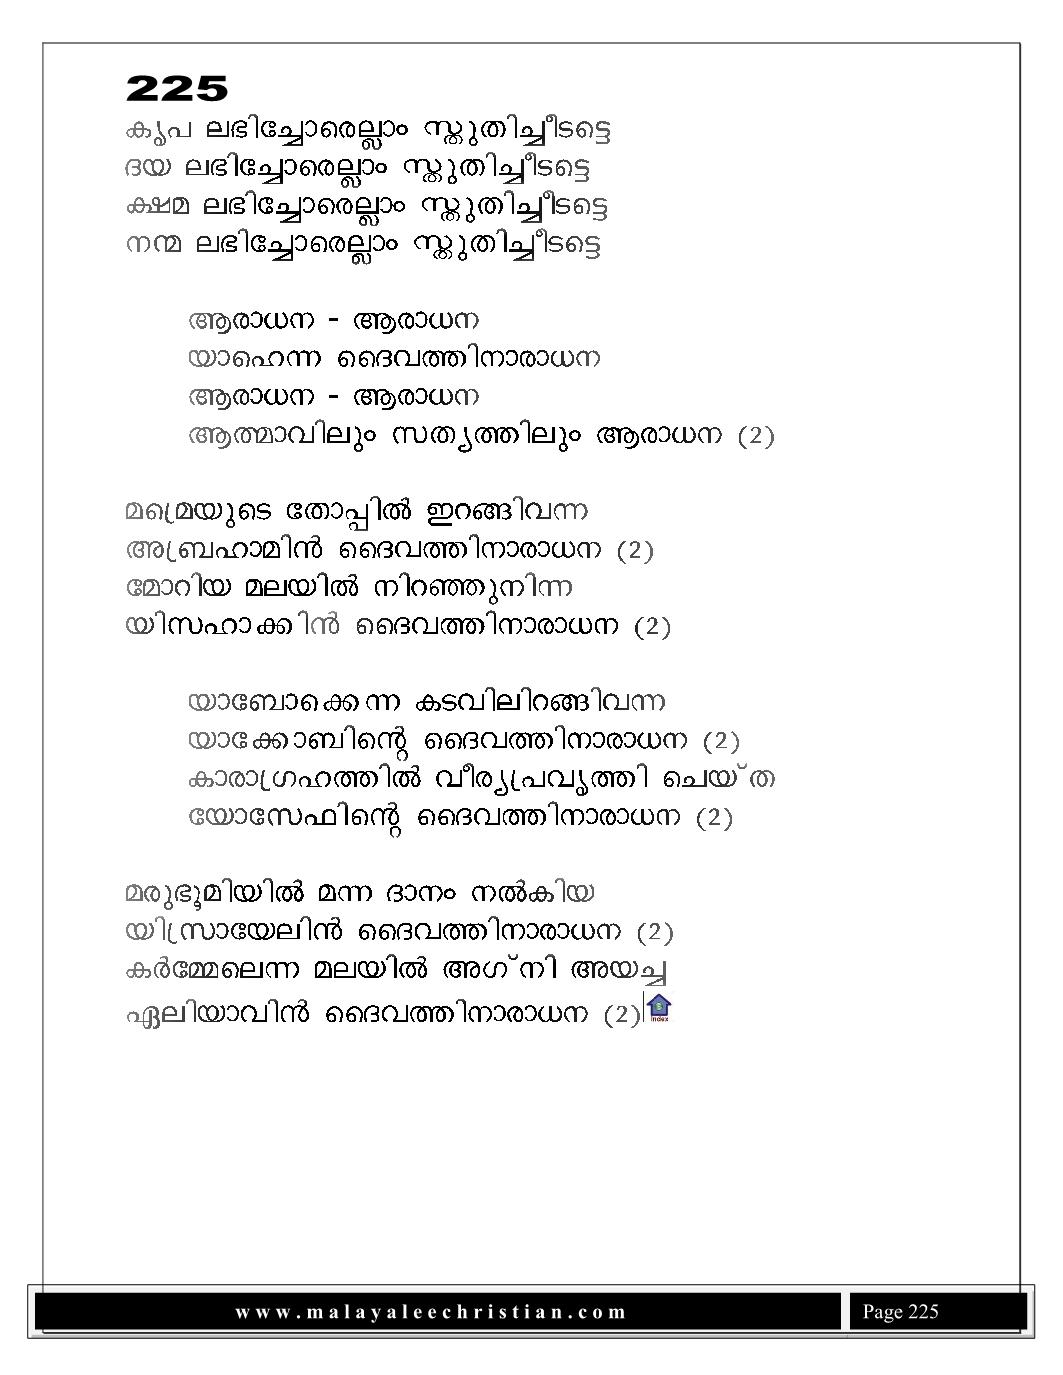 225
കൃപ ലഭിച്ചോരെല്ലാം സ്തുതിച്ചീടട്ടെ
ദയ ലഭിച്ചോരെല്ലാം സ്തുതിച്ചീടട്ടെ
ക്ഷമ ലഭിച്ചോരെല്ലാം സ്തുതിച്ചീടട്ടെ
നന്മ ലഭിച്ചോരെല്ലാം സ്തുതിച്ചീടട്ടെ
ആരാധന - ആരാധന
യാഹെന്ന ദൈവത്തിനാരാധന
ആരാധന - ആരാധന
ആത്മാവിലും സത്യത്തിലും ആരാധന (2)
മമ്രെയുടെ തോപ്പിൽ ഇറങ്ങിവന്ന
അബ്രഹാമിൻ ദൈവത്തിനാരാധന (2)
മോറിയ മലയിൽ നിറഞ്ഞുനിന്ന
യിസഹാക്കിൻ ദൈവത്തിനാരാധന (2)
യാബോക്കെന്ന കടവിലിറങ്ങിവന്ന
യാക്കോബിന്റെ ദൈവത്തിനാരാധന (2)
കാരാഗ്രഹത്തിൽ വീര്യപ്രവൃത്തി ചെയ്ത
യോസേഫിന്റെ ദൈവത്തിനാരാധന (2)
മരുഭൂമിയിൽ മന്ന ദാനം നൽകിയ
യിസ്രായേലിൻ ദൈവത്തിനാരാധന (2)
കർമ്മേലെന്ന മലയിൽ അഗ്നി അയച്ച
ഏലിയാവിൻ ദൈവത്തിനാരാധന (2)
Index
www.malayaleechristian.com
Page 225